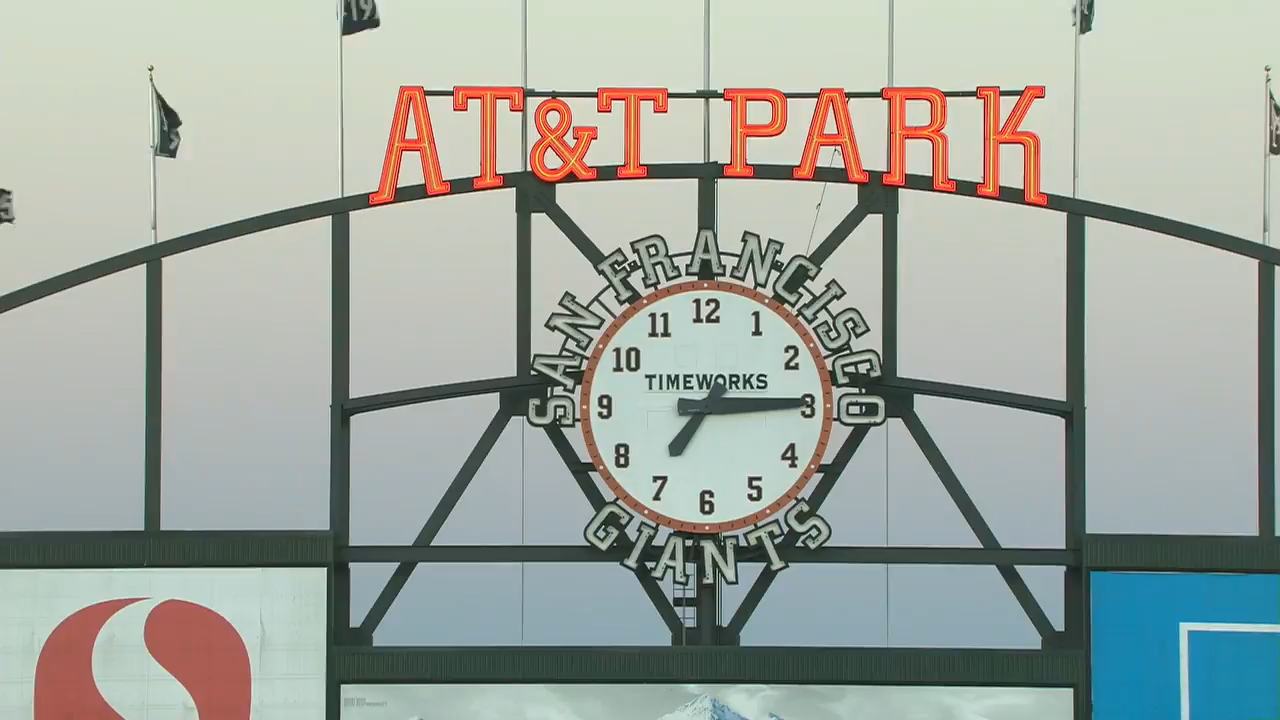 AT&T PARK
SAN FRANCISCO
12
11 1
10 2
TIMEWORKS
9 3
8 4
7 5
6
GIANTS